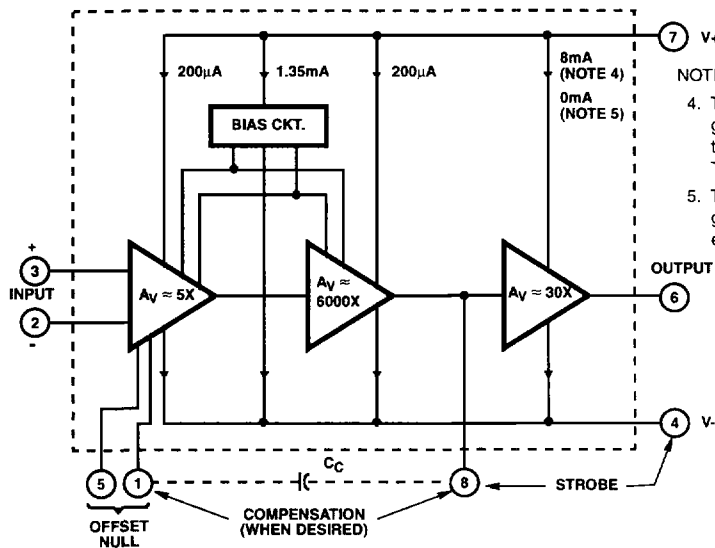 7
V+
200µA
1.35mA
200µA
8mA
(NOTE 4)
0mA
(NOTE 5)
BIAS CKT.
+
3
INPUT
2
-
AV ≈ 5X
AV ≈
6000X
AV ≈ 30X
OUTPUT
6
4
V-
5
1
CC
8
STROBE
OFFSET
NULL
COMPENSATION
(WHEN DESIRED)
4.
5.